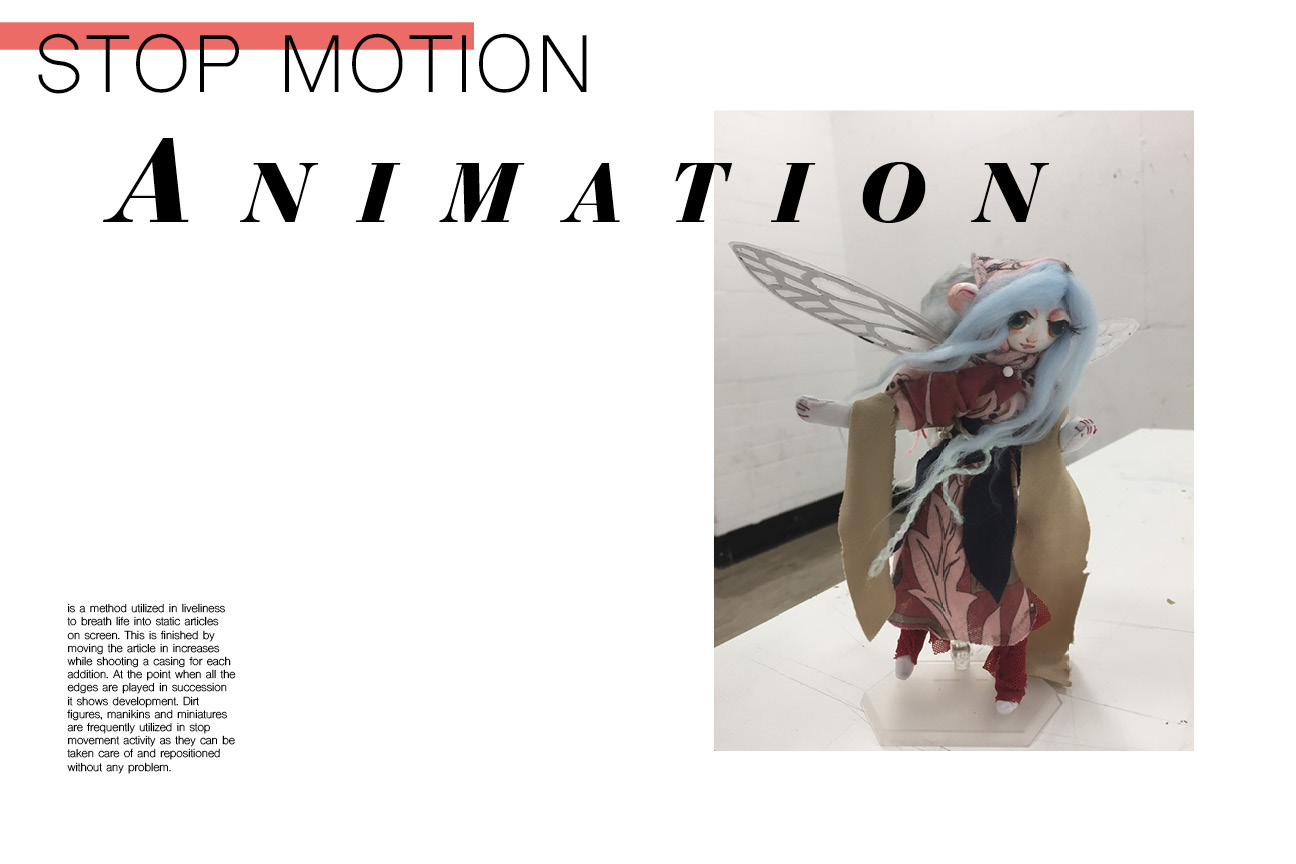 STOP MOTION
ANIMATION
is a method utilized in liveliness
to breath life into static articles
on screen. This is finished by
moving the article in increases
while shooting a casing for each
addition. At the point when all the
edges are played in succession
it shows development. Dirt
figures, manikins and miniatures
are frequently utilized in stop
movement activity as they can be
taken care of and repositioned
without any problem.